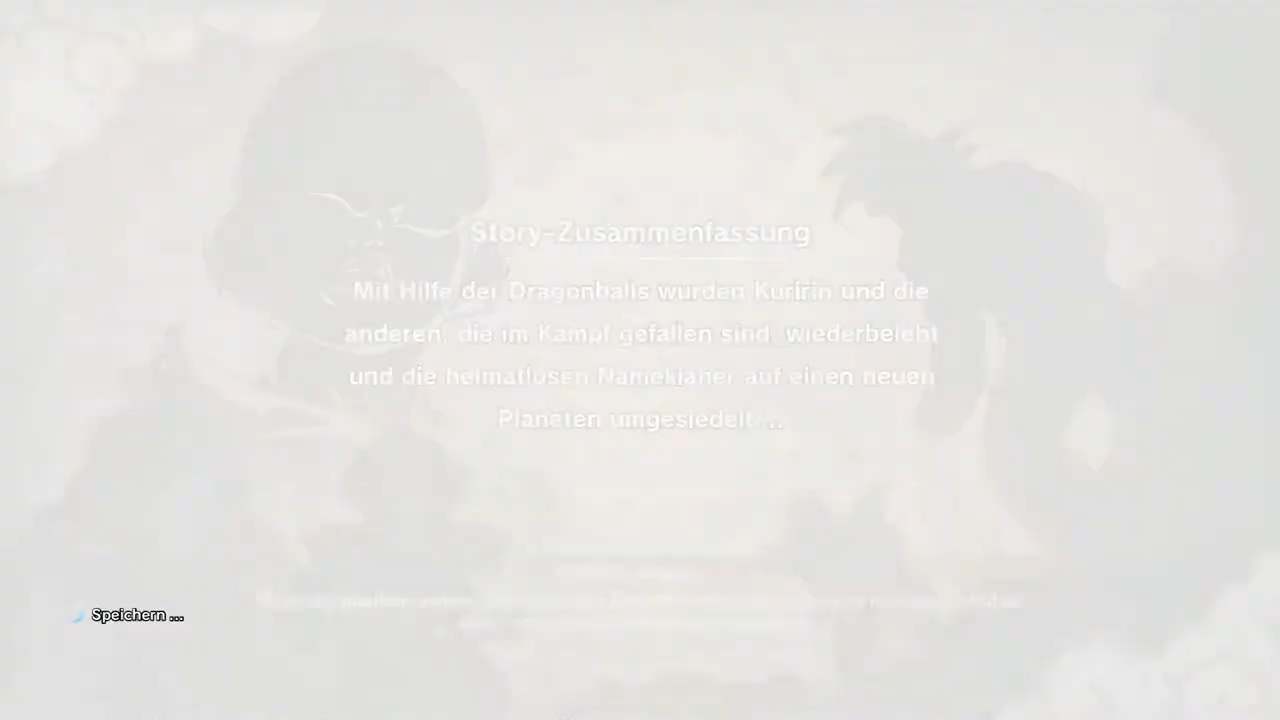 Story-Zusammenfassung
Mit Hilfe der Dragonballs wurden Kuririn und die
anderen, die im Kampf gefallen sind, wiederbelebt
und die heimatlosen Namekianer auf einen neuen
Planeten umgesiedelt ...
Speichern ...